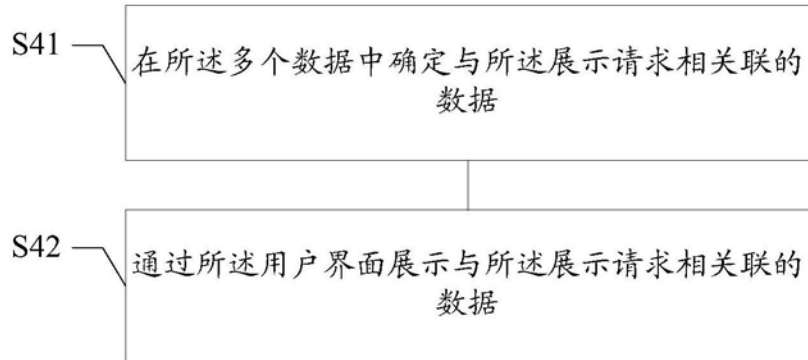 S41
在所述多个数据中确定与所述展示请求相关联的
数据
S42
通过所述用户界面展示与所述展示请求相关联的
数据